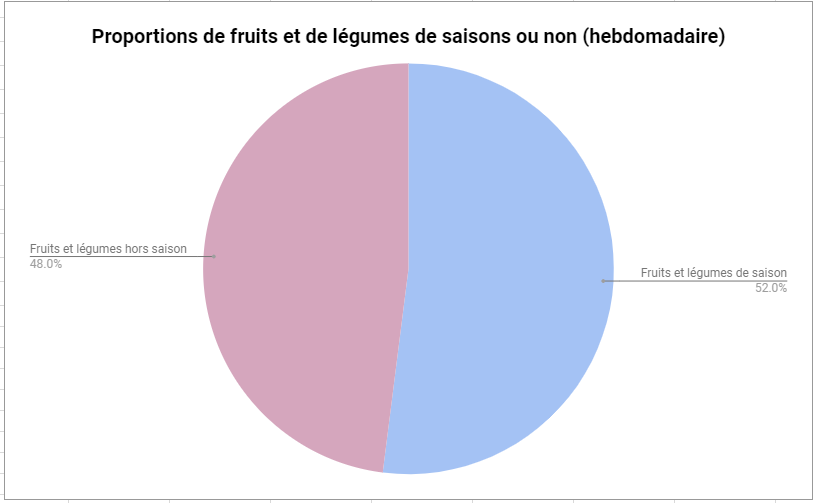 Proportions de fruits et de légumes de saisons ou non (hebdomadaire)
Fruits et légumes hors saison
48.0%
Fruits et légumes de saison
52.0%